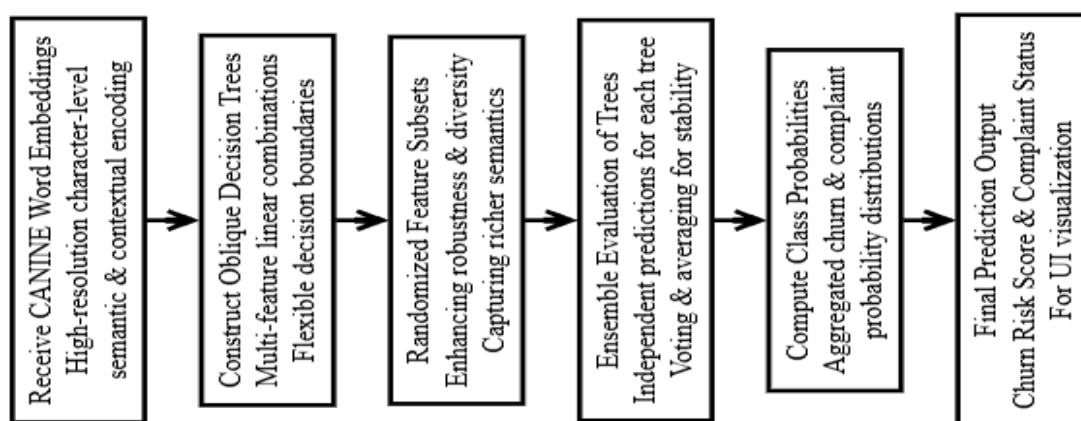 Receive CANINE Word Embeddings
High-resolution character-level
semantic & contextual encoding
Construct Oblique Decision Trees
Multi-feature linear combinations
Flexible decision boundaries
Randomized Feature Subsets
Enhancing robustness & diversity
Capturing richer semantics
Ensemble Evaluation of Trees
Independent predictions for each tree
Voting & averaging for stability
Compute Class Probabilities
Aggregated churn & complaint
probability distributions
Final Prediction Output
Churn Risk Score & Complaint Status
For UI visualization